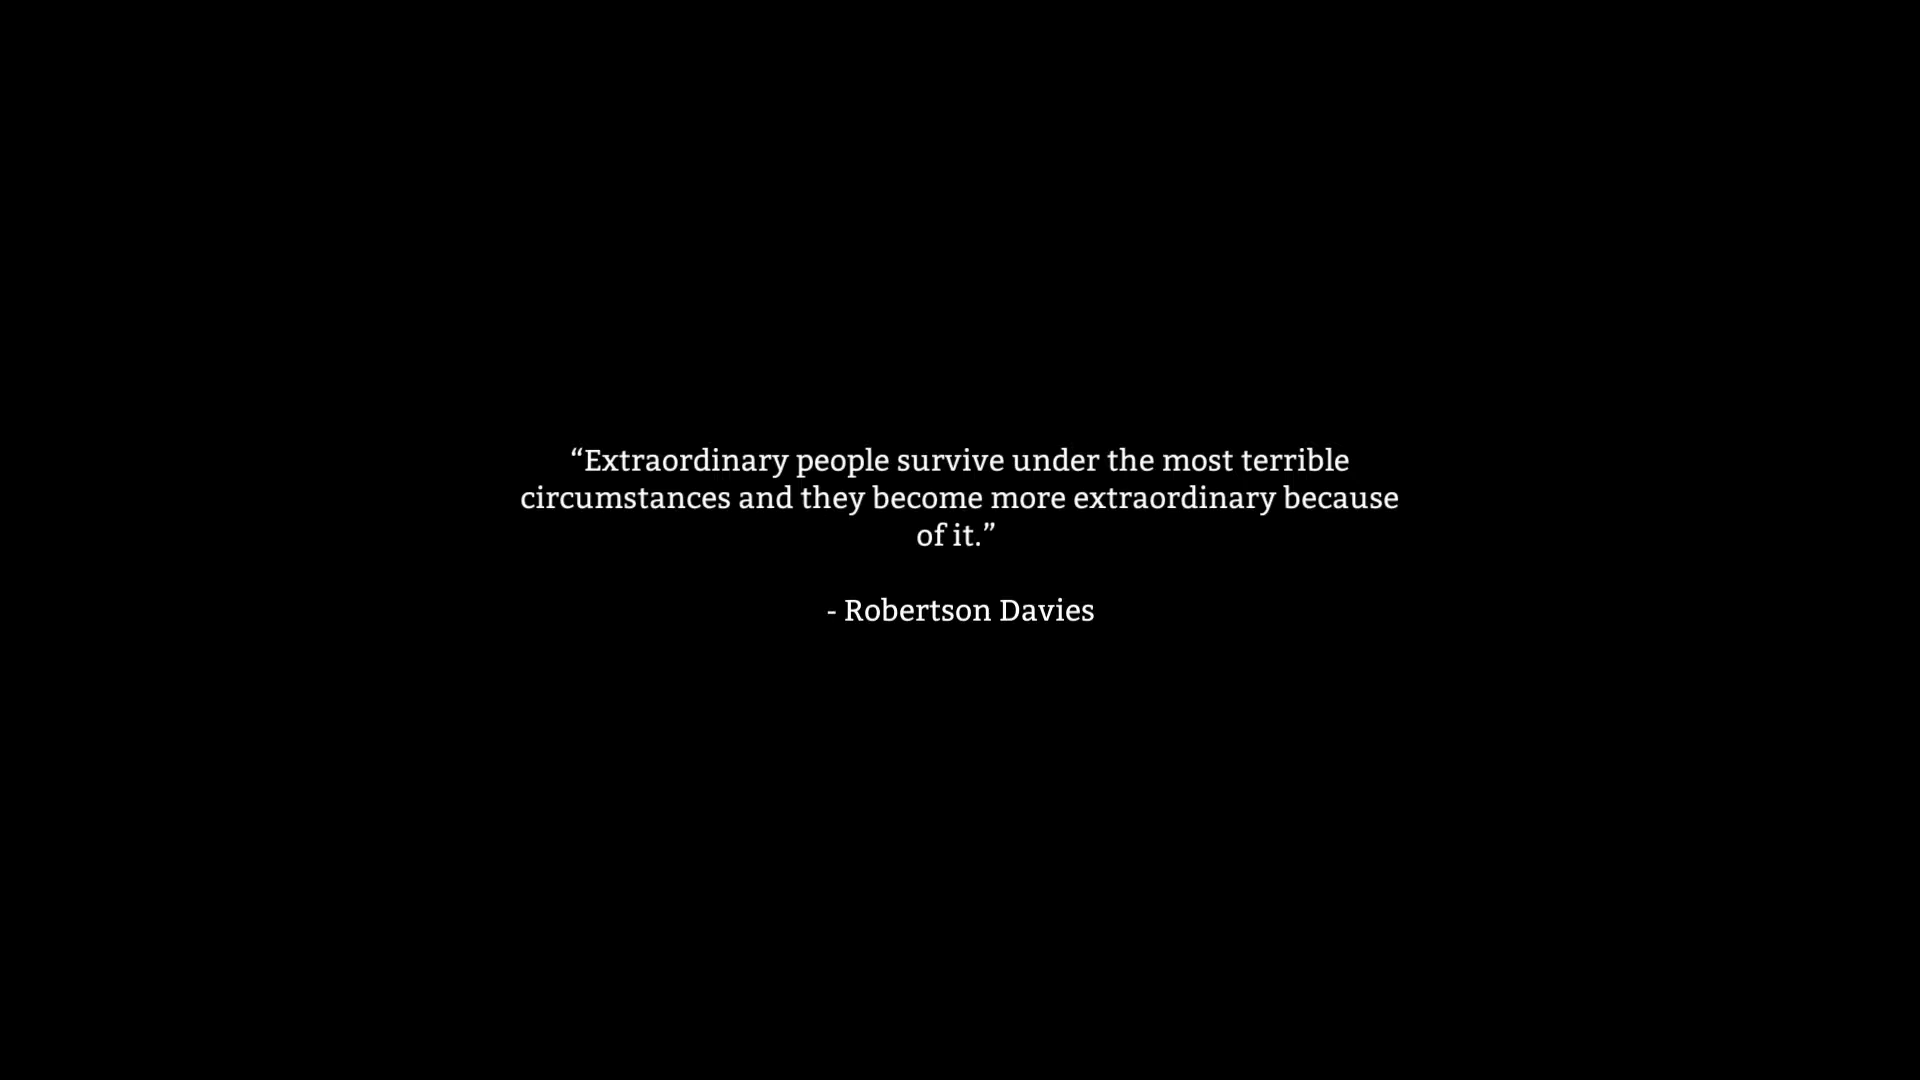 “Extraordinary people survive under the most terrible
circumstances and they become more extraordinary because
of it.”
- Robertson Davies